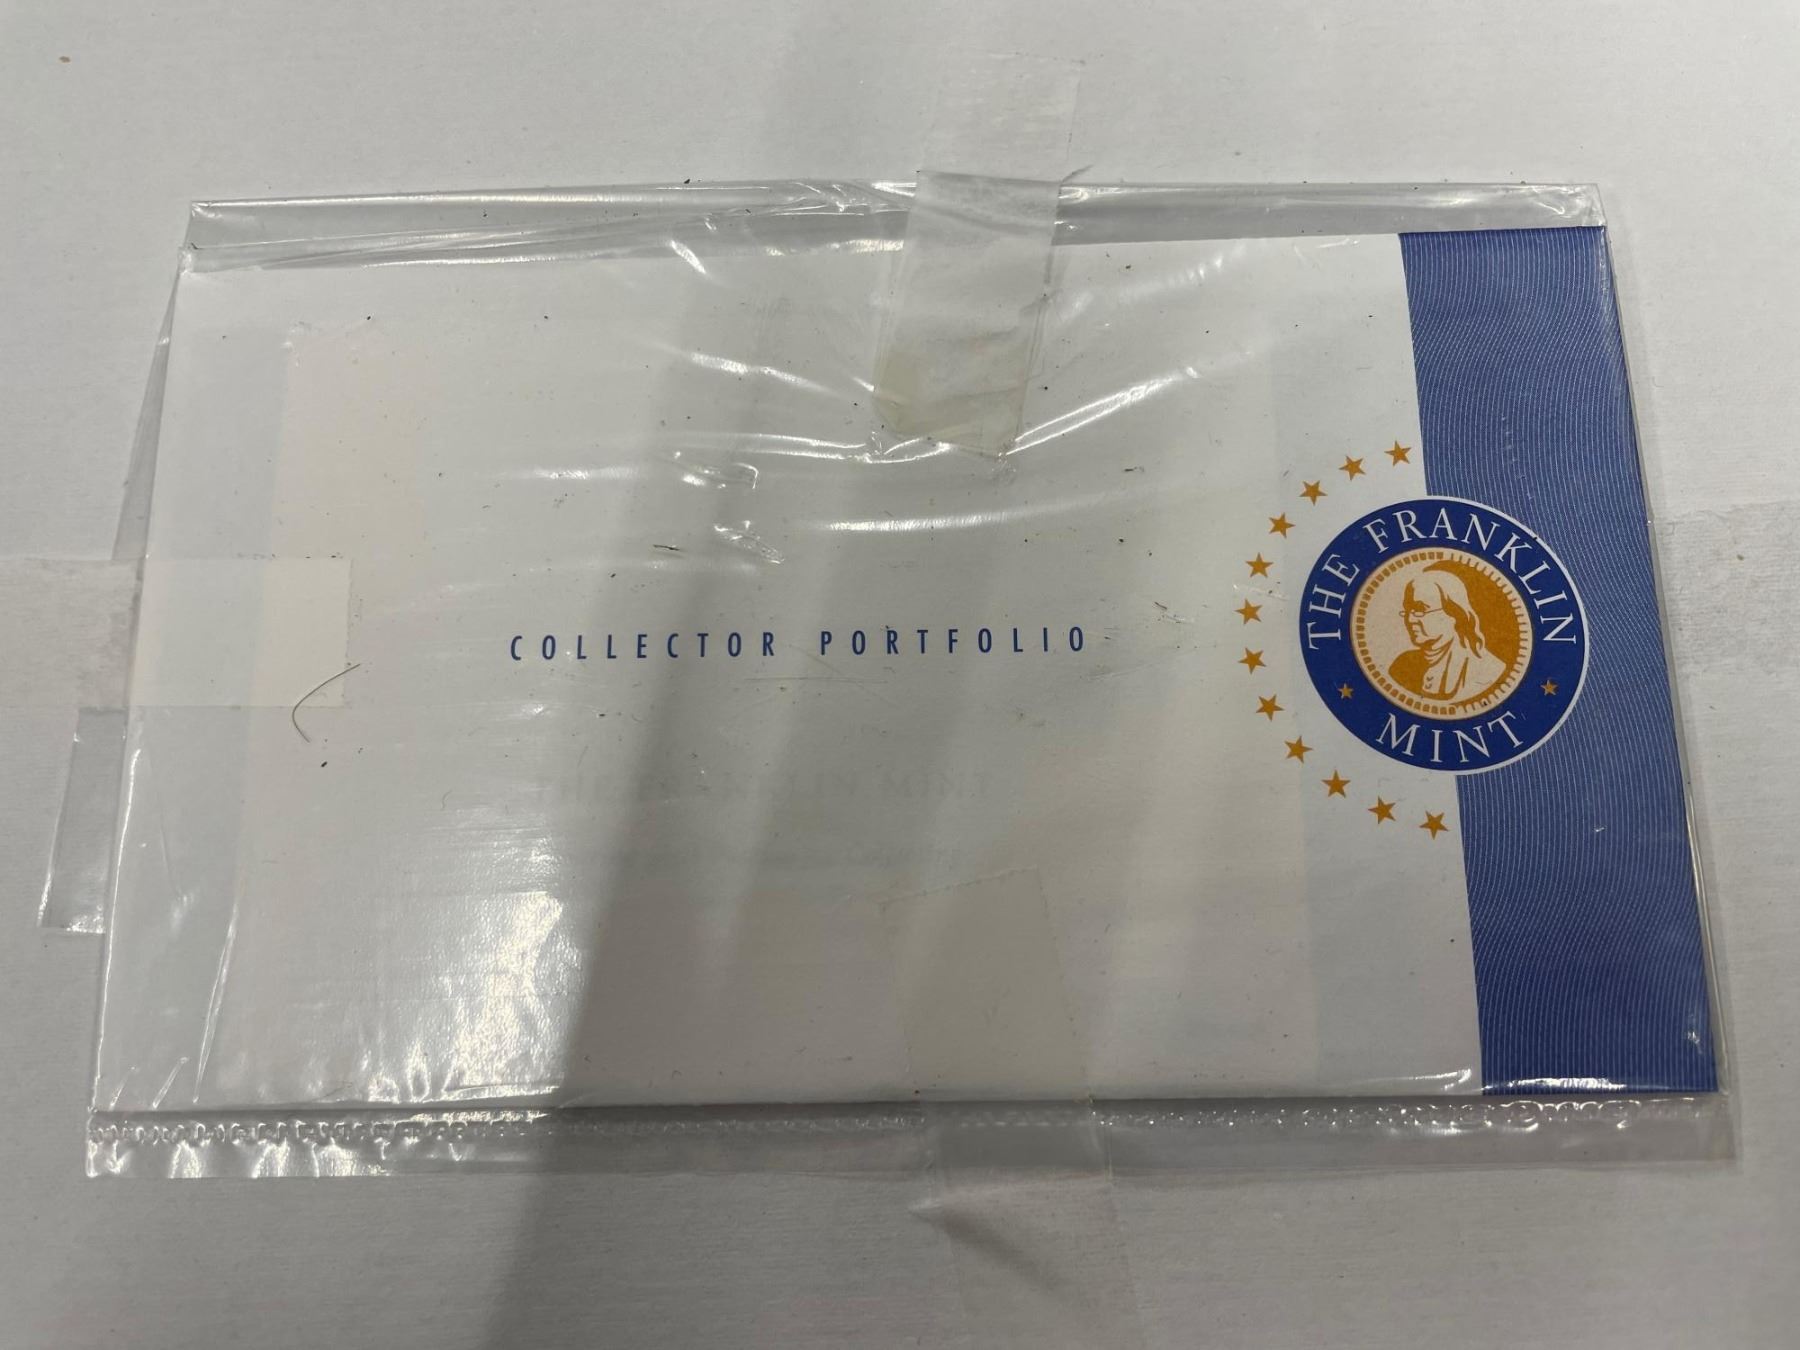 COLLECTOR PORTFOLIO
THE FRANKLIN
MINT